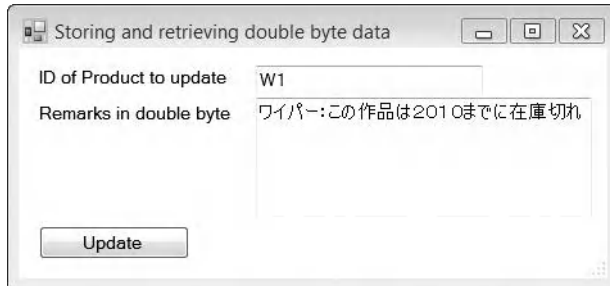 Storing and retrieving double byte data
ID of Product to update W1
Remarks in double byte ワイパー：この作品は２０１０までに在庫切れ
Update